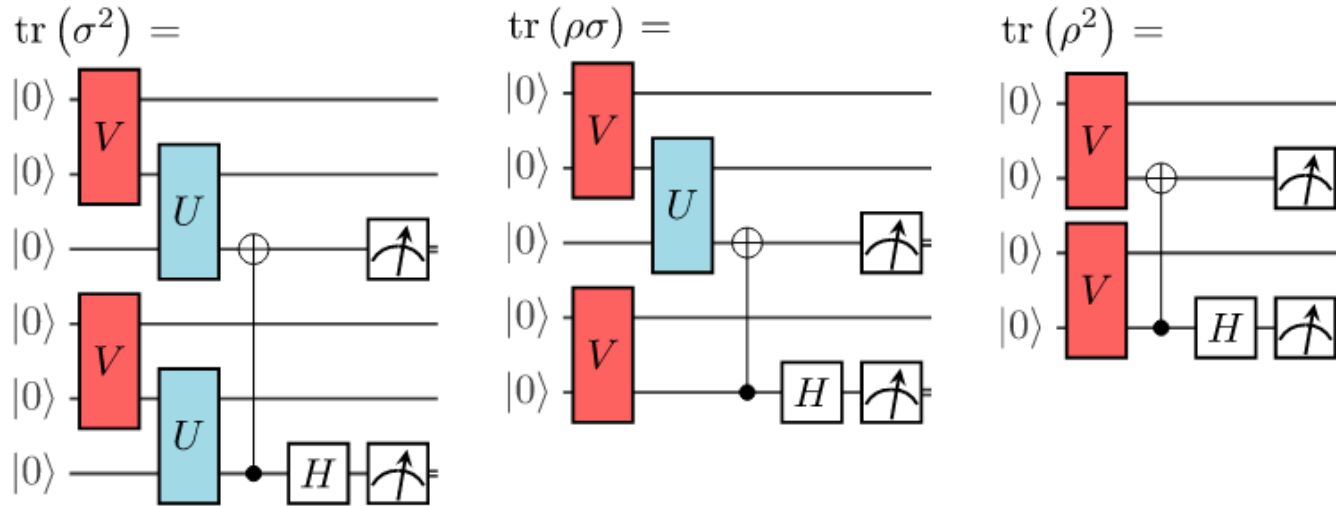 tr (σ²) =
tr (ρσ) =
tr (ρ²) =
|0⟩
V
|0⟩
U
|0⟩
|0⟩
V
|0⟩
U
|0⟩
H
|0⟩
V
|0⟩
U
|0⟩
|0⟩
V
|0⟩
H
|0⟩
V
|0⟩
|0⟩
V
|0⟩
H